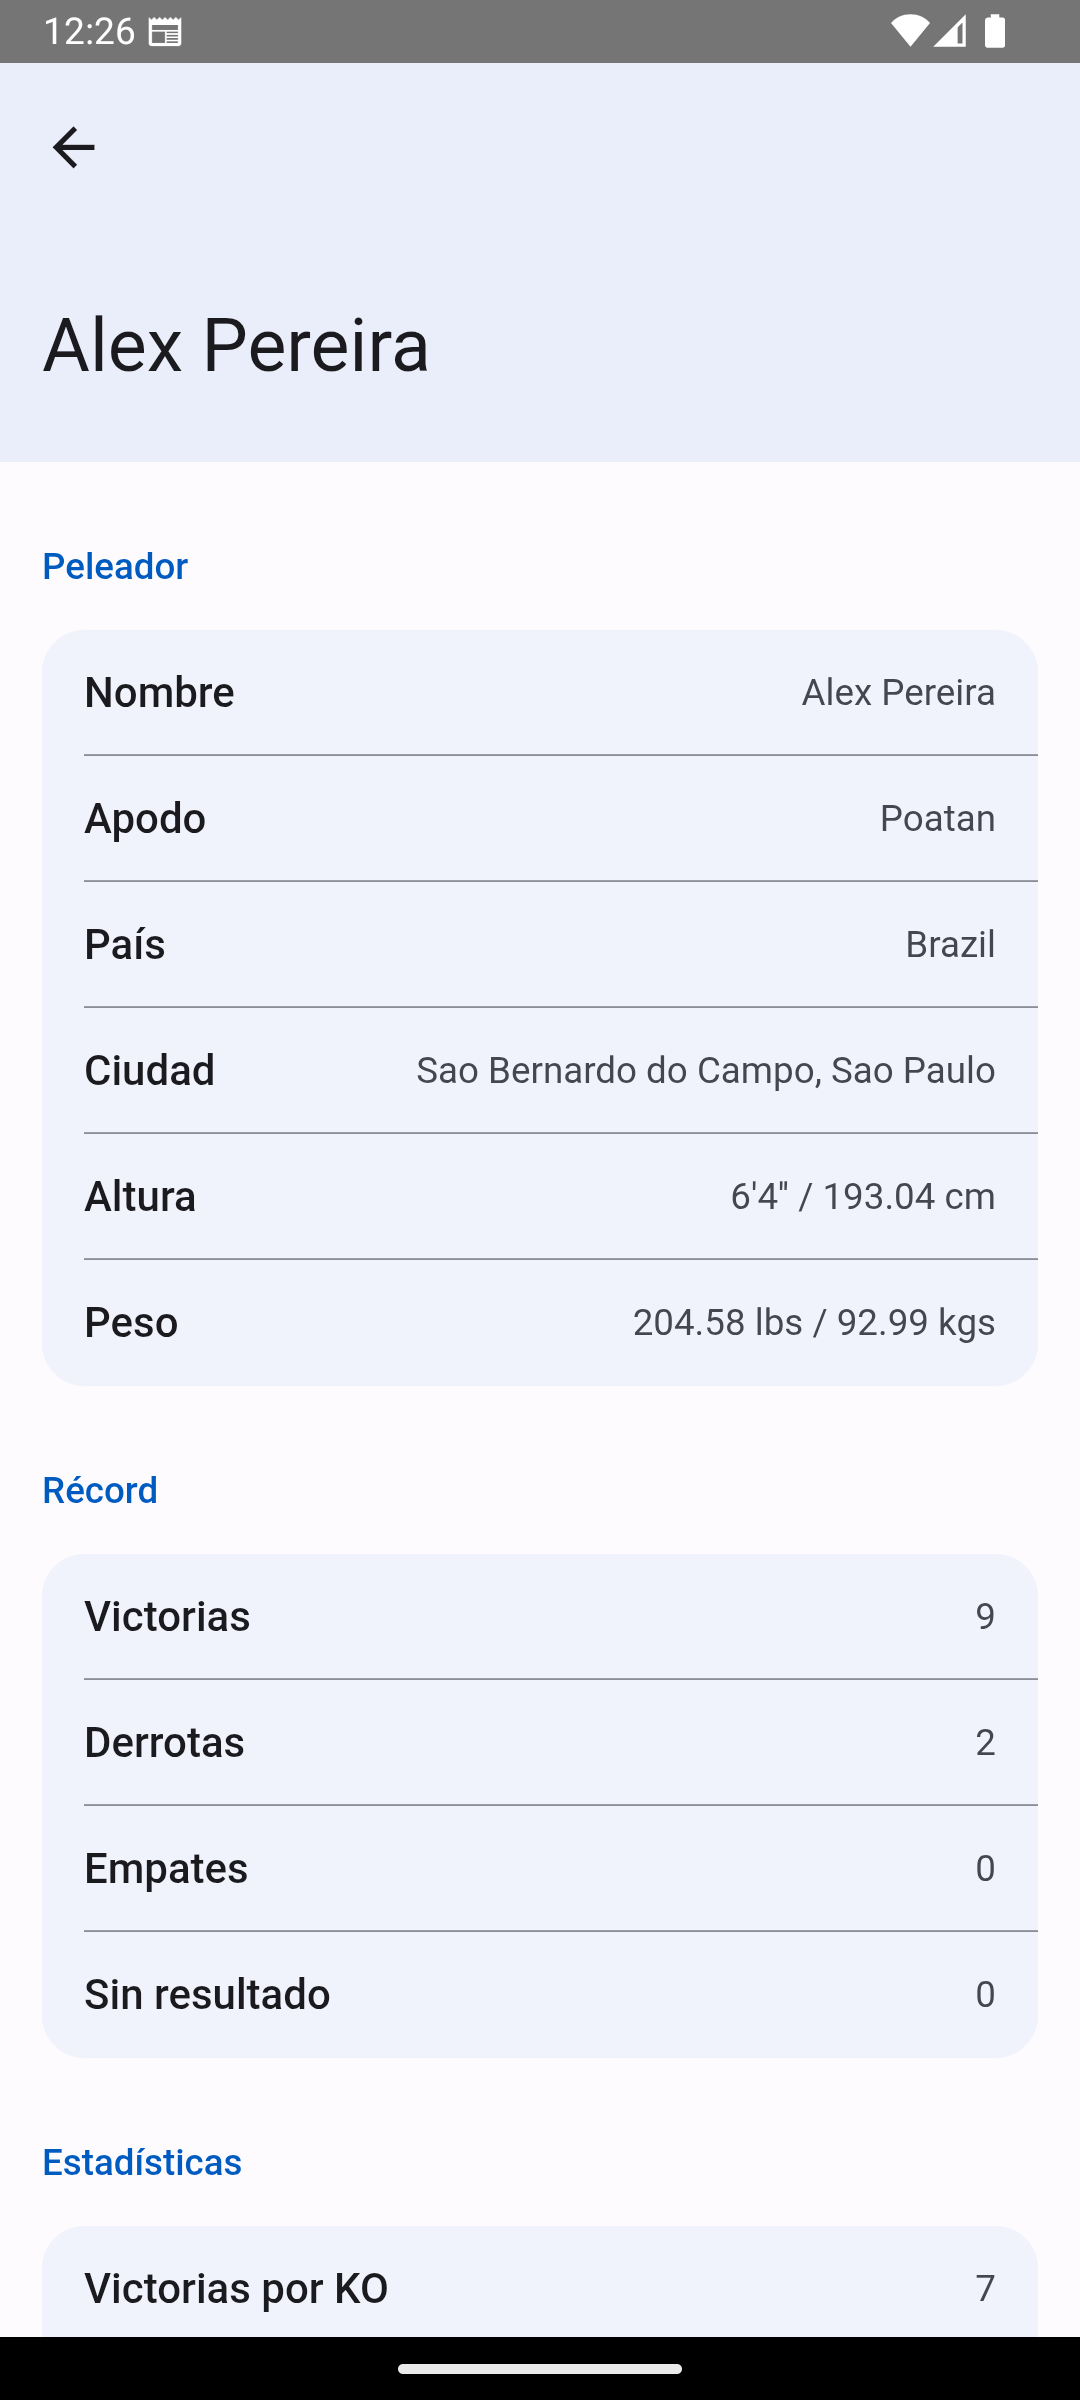 12:26
Alex Pereira
Peleador
Nombre Alex Pereira
Apodo Poatan
País Brazil
Ciudad Sao Bernardo do Campo, Sao Paulo
Altura 6'4" / 193.04 cm
Peso 204.58 lbs / 92.99 kgs
Récord
Victorias 9
Derrotas 2
Empates 0
Sin resultado 0
Estadísticas
Victorias por KO 7